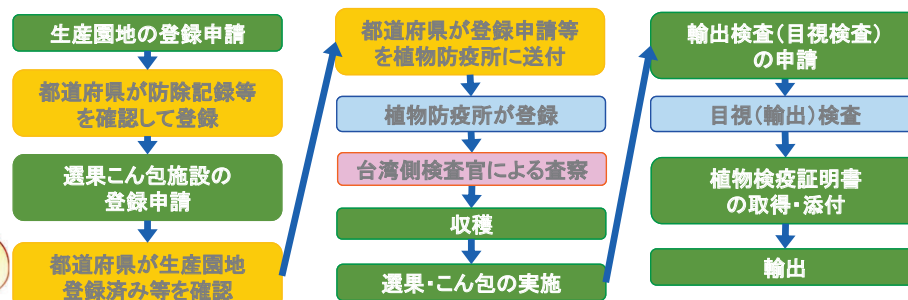 生産園地の登録申請
都道府県が防除記録等
を確認して登録
選果こん包施設の
登録申請
都道府県が生産園地
登録済み等を確認
都道府県が登録申請等
を植物防疫所に送付
植物防疫所が登録
台湾側検査官による査察
収穫
選果・こん包の実施
輸出検査(目視検査)
の申請
目視(輸出)検査
植物検疫証明書
の取得・添付
輸出